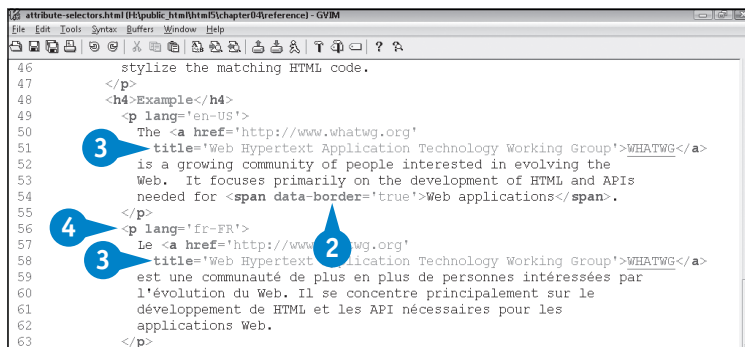 attribute-selectors.html (H:\public_html\html5\chapter04\reference) - GVIM
File Edit Tools Syntax Buffers Window Help
46 stylize the matching HTML code.
47 </p>
48 <h4>Example</h4>
49 <p lang='en-US'>
50 The <a href='http://www.whatwg.org'
51 title='Web Hypertext Application Technology Working Group'>WHATWG</a>
3
52 is a growing community of people interested in evolving the
53 Web. It focuses primarily on the development of HTML and APIs
54 needed for <span data-border='true'>Web applications</span>.
55 </p>
56 <p lang='fr-FR'>
4
57 Le <a href='http://www. twg.org'
2
58 title='Web Hypertext lication Technology Working Group'>WHATWG</a>
3
59 est une communauté de plus en plus de personnes intéressées par
60 l'évolution du Web. Il se concentre principalement sur le
61 développement de HTML et les API nécessaires pour les
62 applications Web.
63 </p>